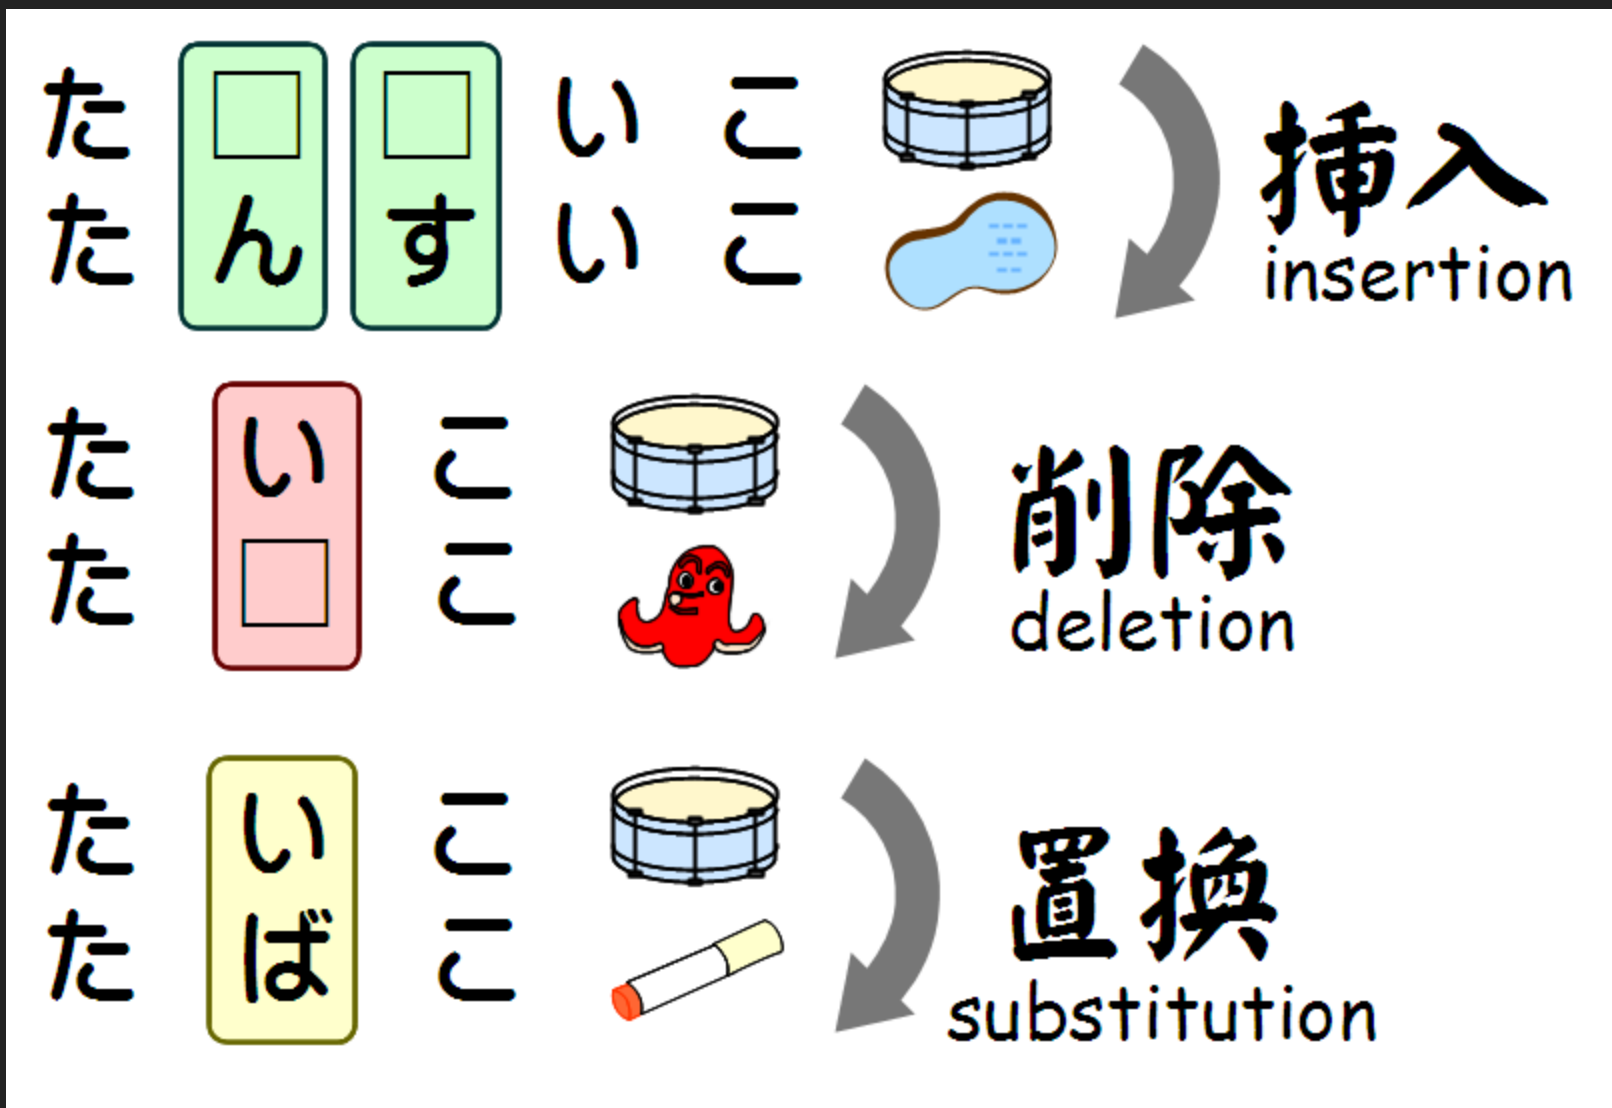 た□□いこ
たんすいこ
挿入
insertion
たいこ
た□こ
削除
deletion
たいこ
たばこ
置換
substitution